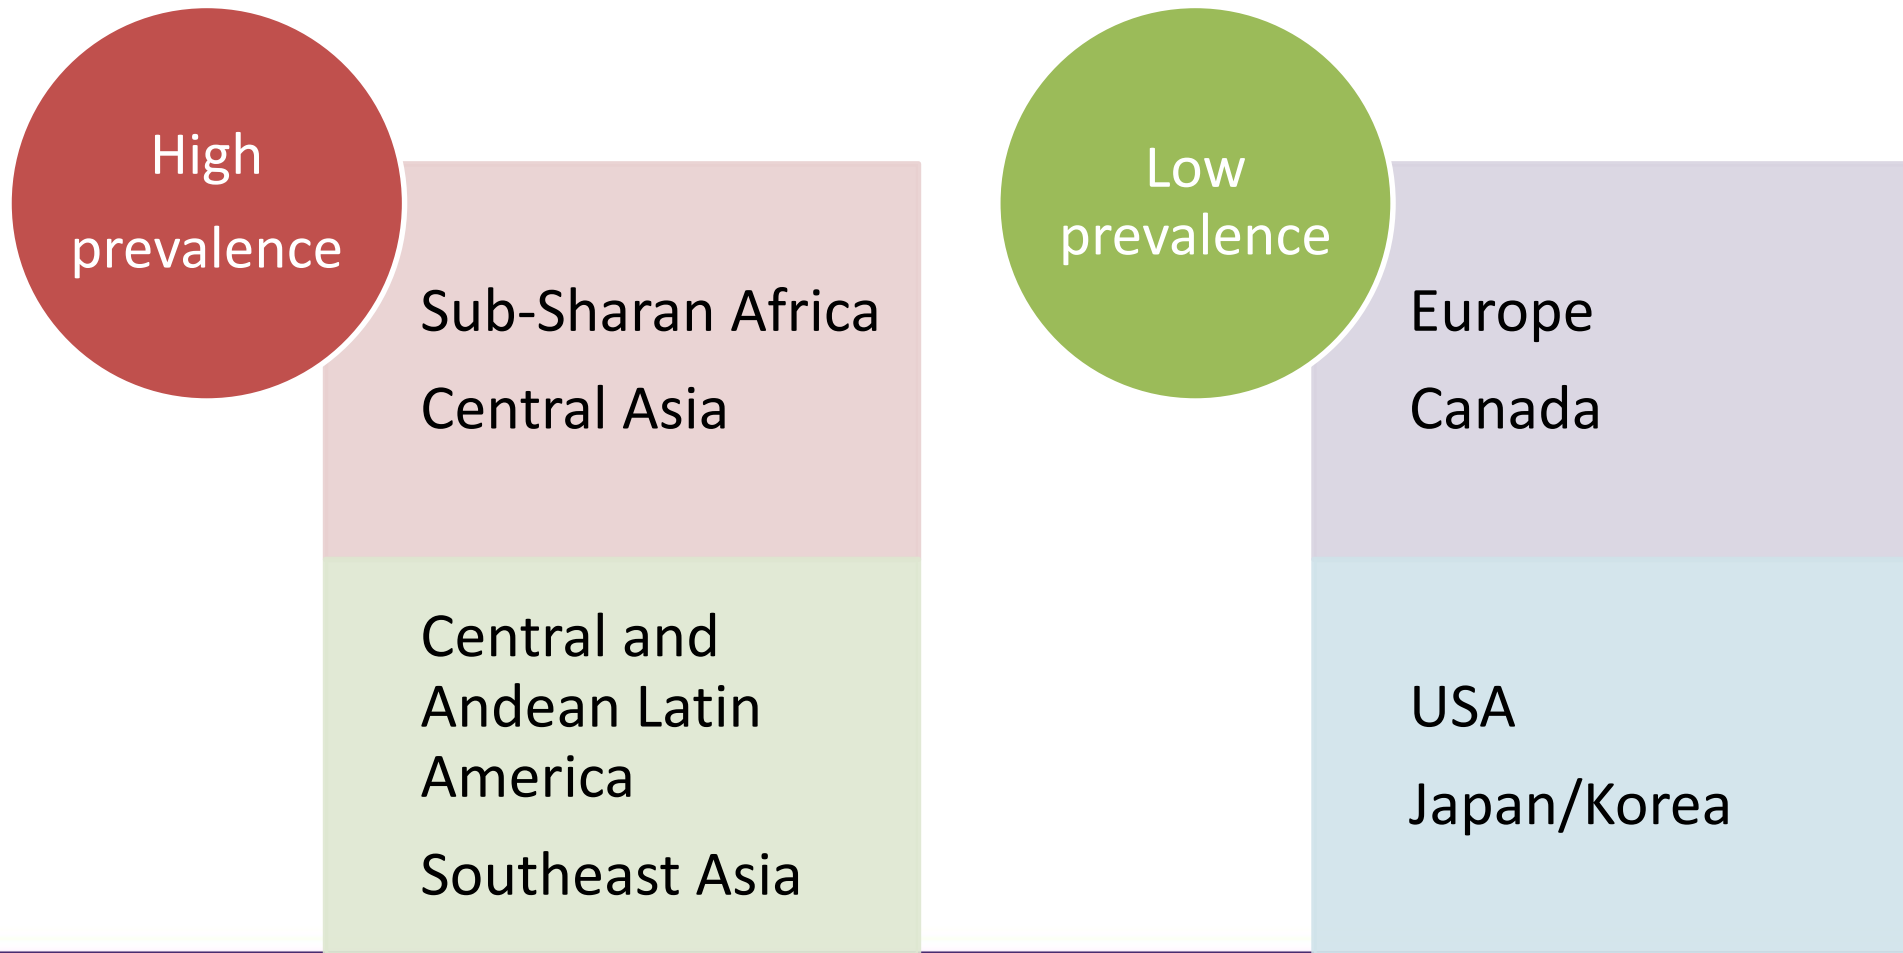 High
prevalence
Sub-Sharan Africa
Central Asia
Central and
Andean Latin
America
Southeast Asia
Low
prevalence
Europe
Canada
USA
Japan/Korea